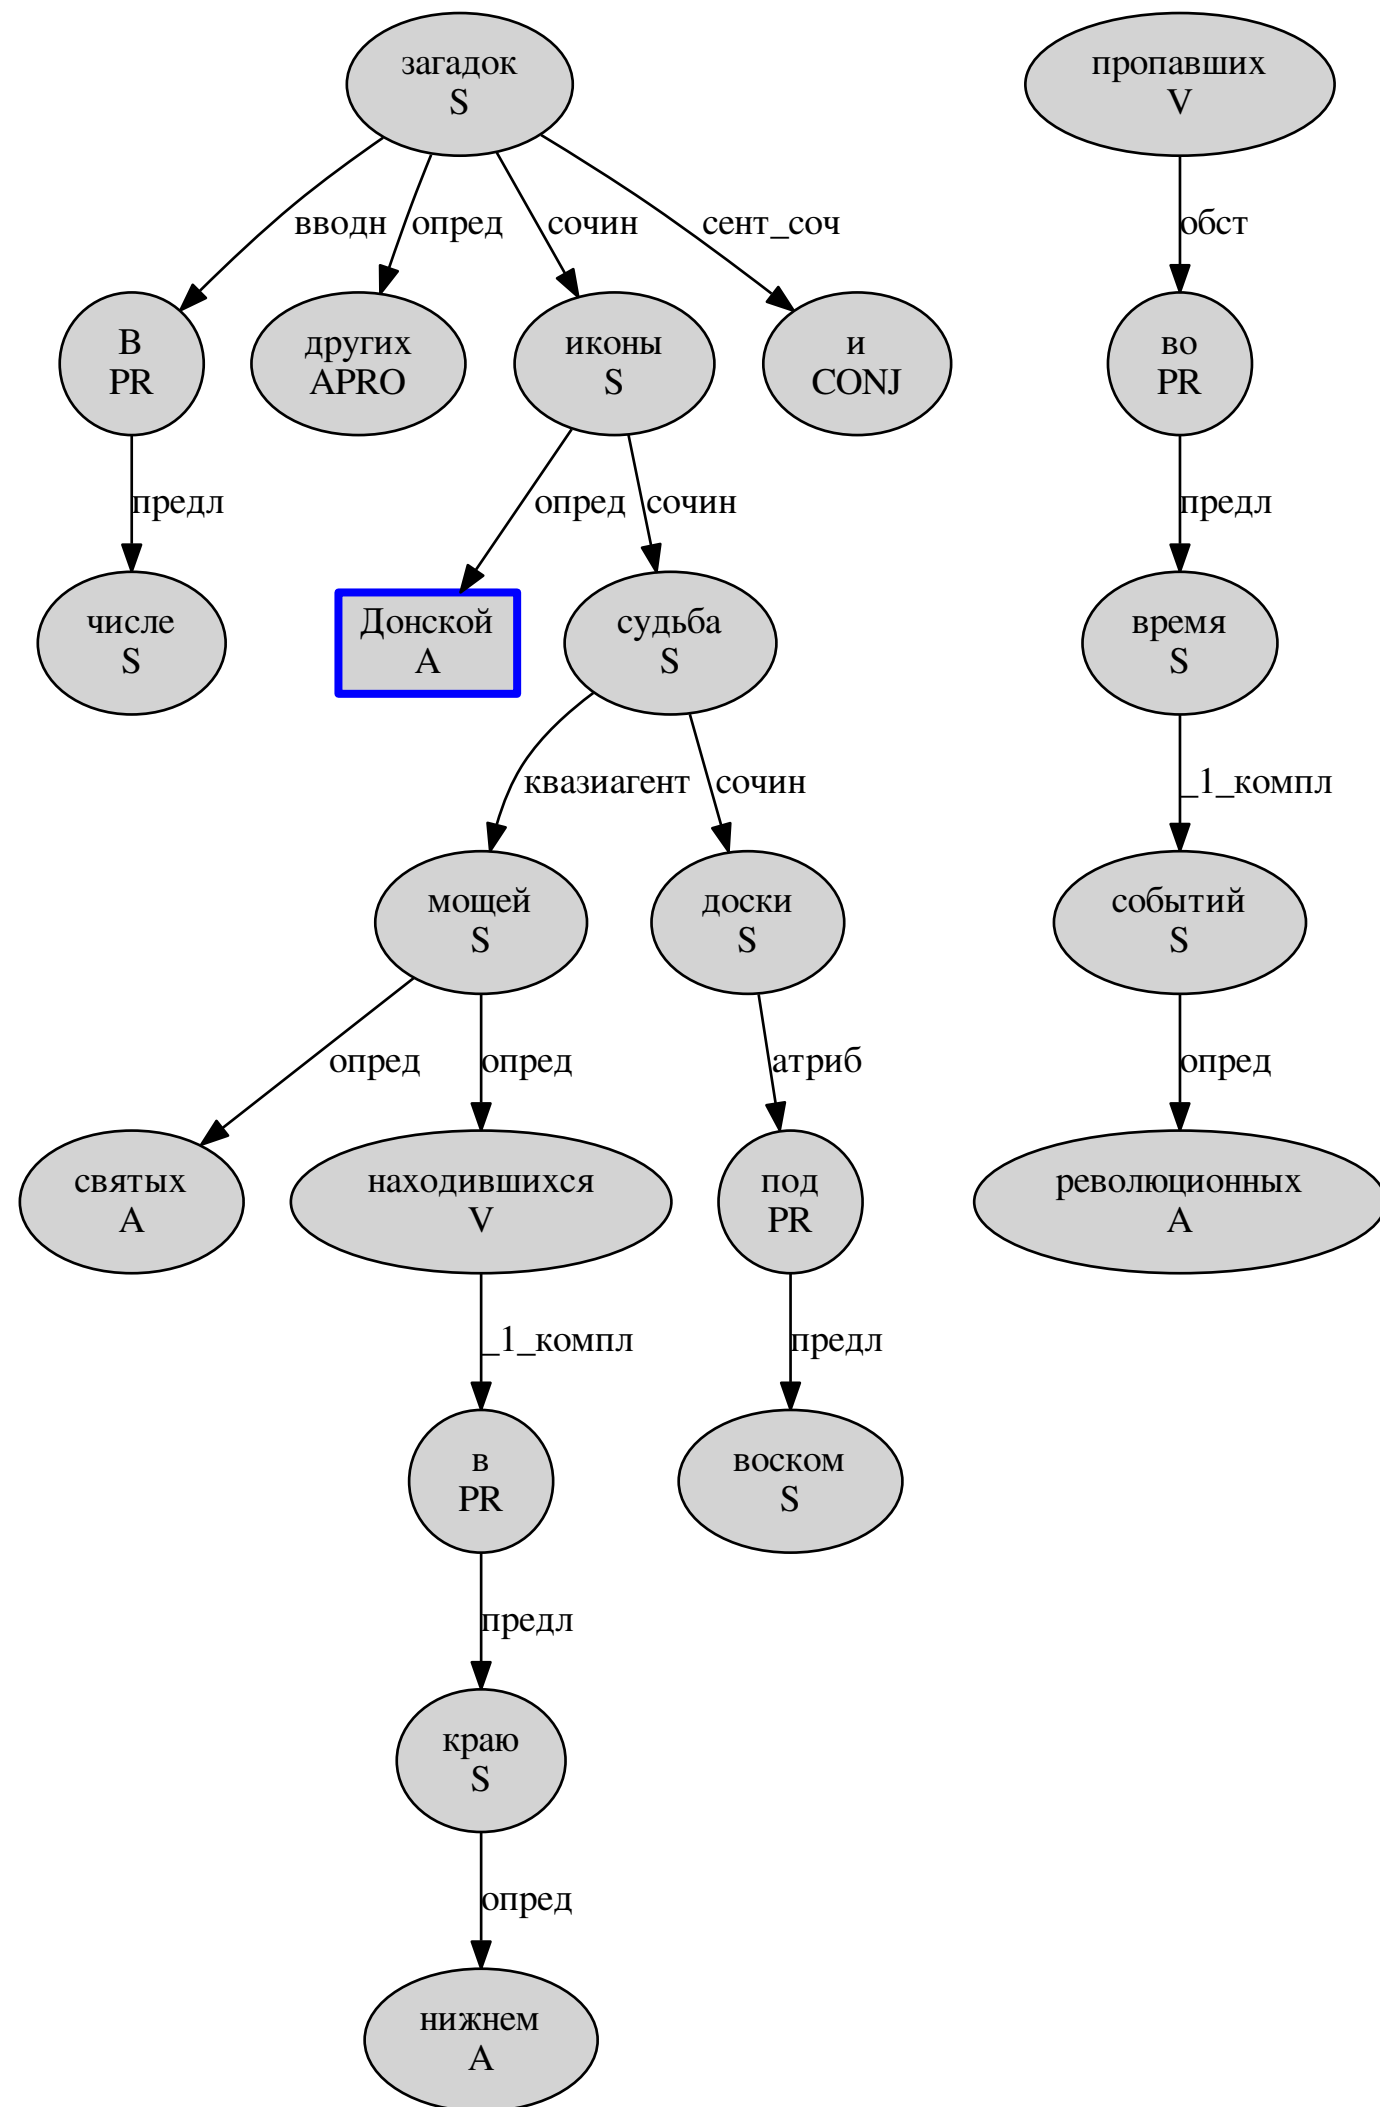 загадок
S
пропавших
V
вводн
опред
сочин
сент_соч
обст
В
PR
других
APRO
иконы
S
и
CONJ
во
PR
предл
опред
сочин
предл
числе
S
Донской
A
судьба
S
время
S
квазиагент
сочин
_1_компл
мощей
S
доски
S
событий
S
опред
опред
атриб
опред
святых
A
находившихся
V
под
PR
революционных
A
_1_компл
предл
в
PR
воском
S
предл
краю
S
опред
нижнем
A